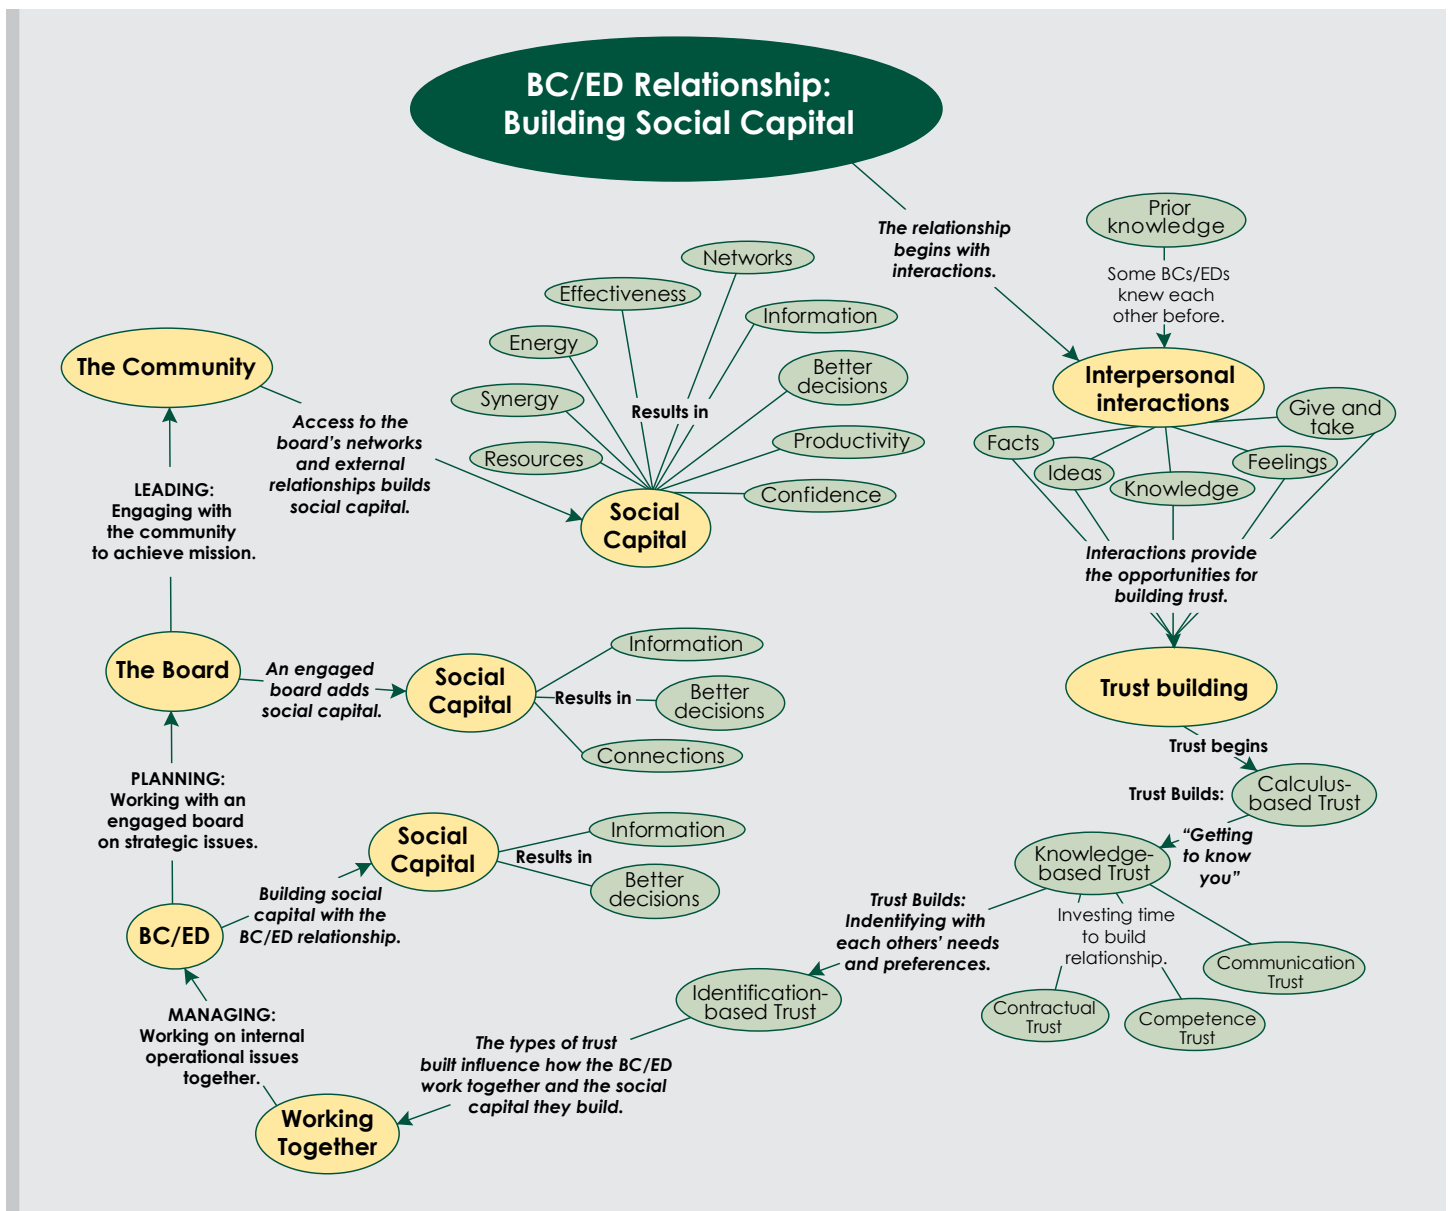 BC/ED Relationship:
Building Social Capital
The relationship
begins with
interactions.
Prior
knowledge
Some BCs/EDs
knew each
other before.
Interpersonal
interactions
Facts
Ideas
Knowledge
Feelings
Give and
take
Interactions provide
the opportunities for
building trust.
Trust building
Trust begins
Calculus-
based Trust
Trust Builds:
“Getting
to know
you”
Knowledge-
based Trust
Investing time
to build
relationship.
Contractual
Trust
Competence
Trust
Communication
Trust
Trust Builds:
Indentifying with
each others’ needs
and preferences.
Identification-
based Trust
The types of trust
built influence how the BC/ED
work together and the social
capital they build.
Working
Together
MANAGING:
Working on internal
operational issues
together.
BC/ED
Building social
capital with the
BC/ED relationship.
Social
Capital
Results in
Information
Better
decisions
PLANNING:
Working with an
engaged board
on strategic issues.
The Board
An engaged
board adds
social capital.
Social
Capital
Results in
Information
Better
decisions
Connections
LEADING:
Engaging with
the community
to achieve mission.
The Community
Access to the
board’s networks
and external
relationships builds
social capital.
Social
Capital
Results in
Resources
Synergy
Energy
Effectiveness
Networks
Information
Better
decisions
Productivity
Confidence